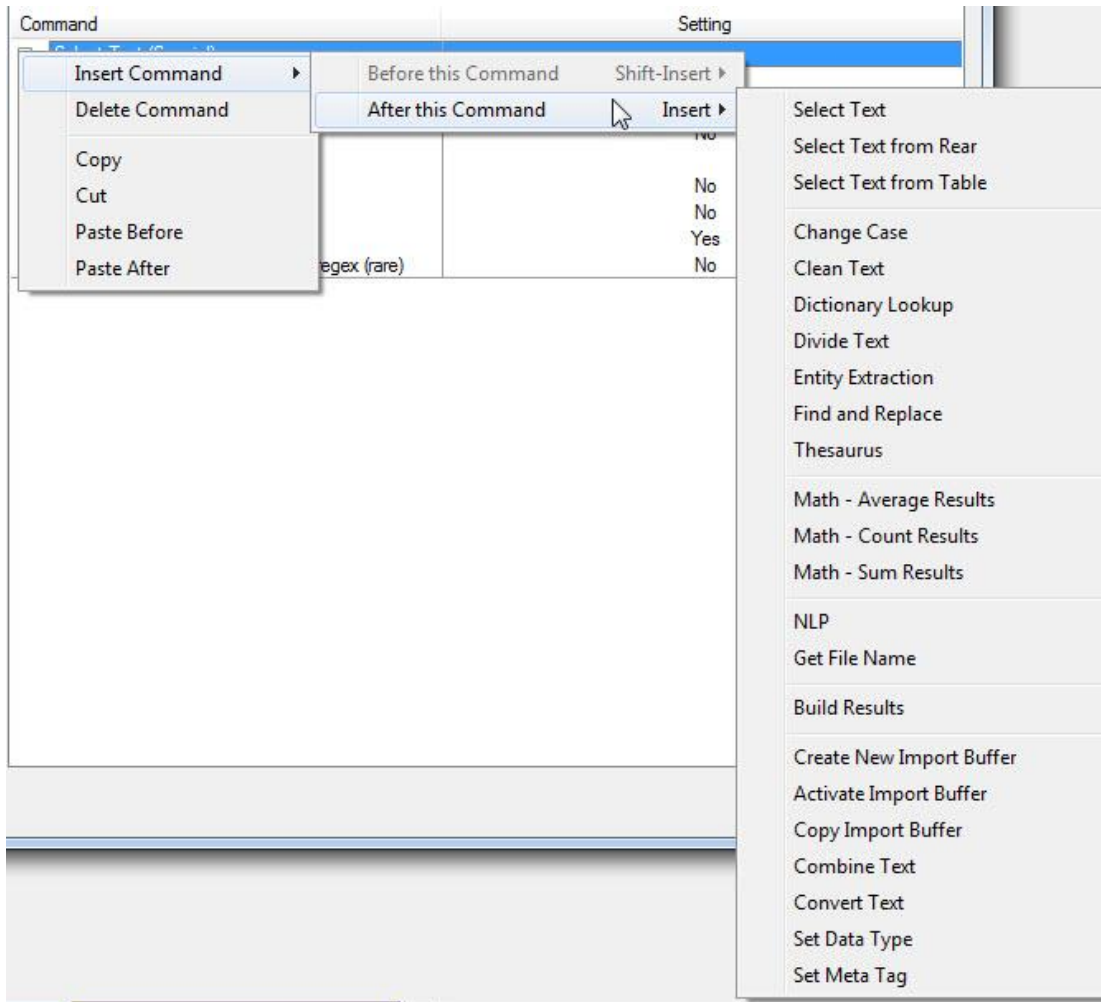 Command Setting
Select Text (Special)
Insert Command
Delete Command
Copy
Cut
Paste Before
Paste After
Before this Command Shift-Insert
After this Command Insert
No
No
No
Yes
regex (rare) No
Select Text
Select Text from Rear
Select Text from Table
Change Case
Clean Text
Dictionary Lookup
Divide Text
Entity Extraction
Find and Replace
Thesaurus
Math - Average Results
Math - Count Results
Math - Sum Results
NLP
Get File Name
Build Results
Create New Import Buffer
Activate Import Buffer
Copy Import Buffer
Combine Text
Convert Text
Set Data Type
Set Meta Tag